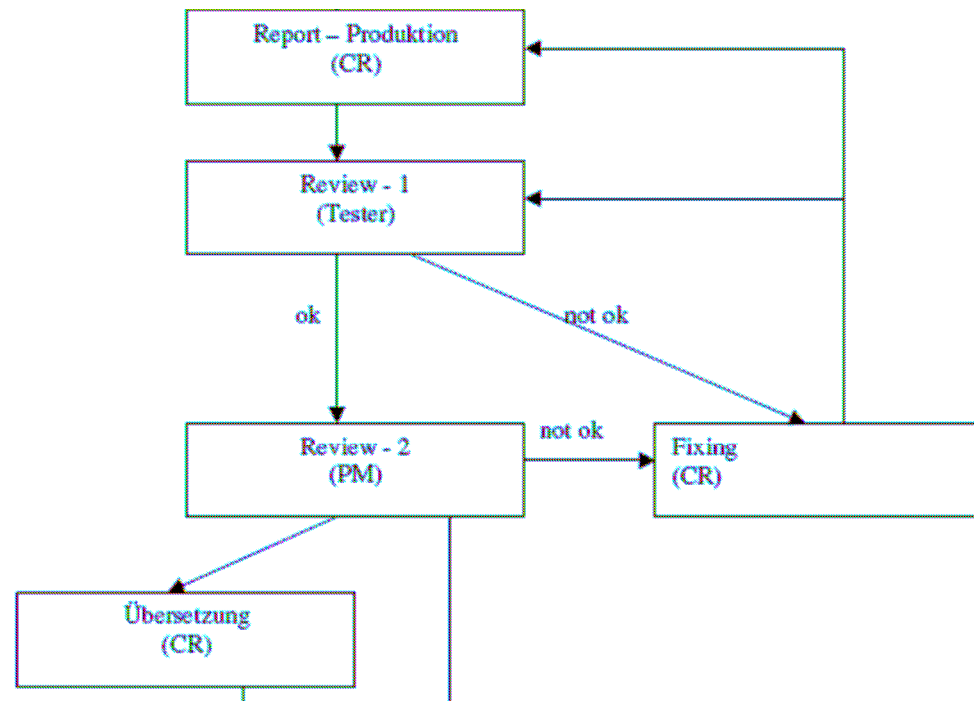 Report – Produktion
(CR)
Review - 1
(Tester)
ok
not ok
Review - 2
(PM)
not ok
Fixing
(CR)
Übersetzung
(CR)